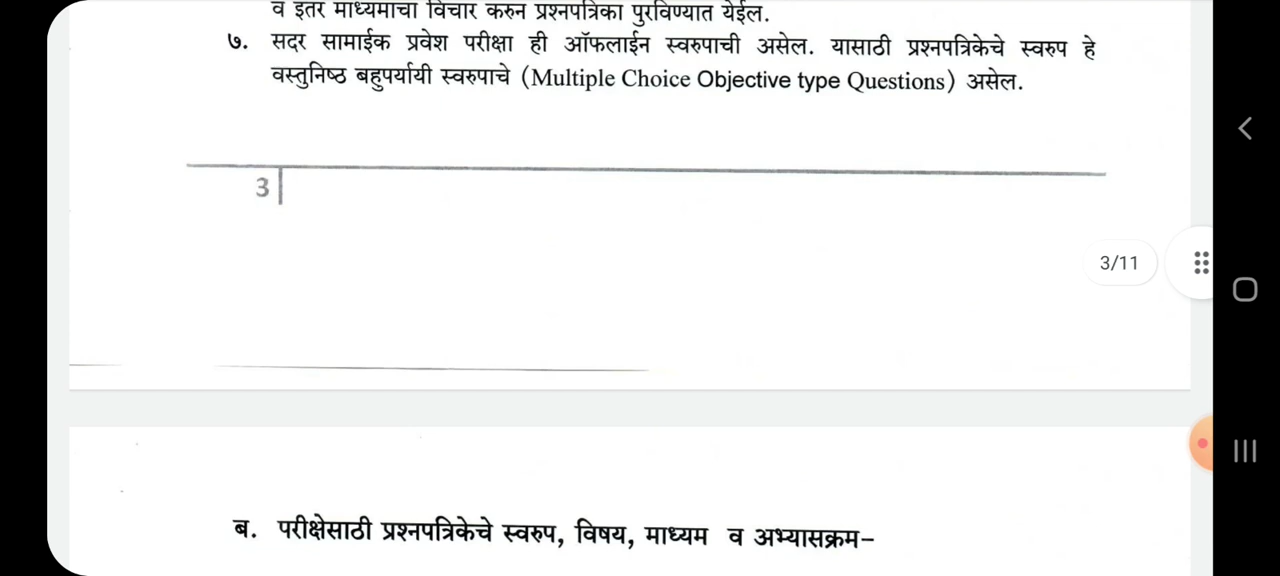 व इतर माध्यमाचा विचार करुन प्रश्नपत्रिका पुरविण्यात येईल.
७. सदर सामाईक प्रवेश परीक्षा ही ऑफलाईन स्वरुपाची असेल. यासाठी प्रश्नपत्रिकेचे स्वरुप हे
वस्तुनिष्ठ बहुपर्यायी स्वरुपाचे (Multiple Choice Objective type Questions) असेल.
3
3/11
ब. परीक्षेसाठी प्रश्नपत्रिकेचे स्वरुप, विषय, माध्यम व अभ्यासक्रम-